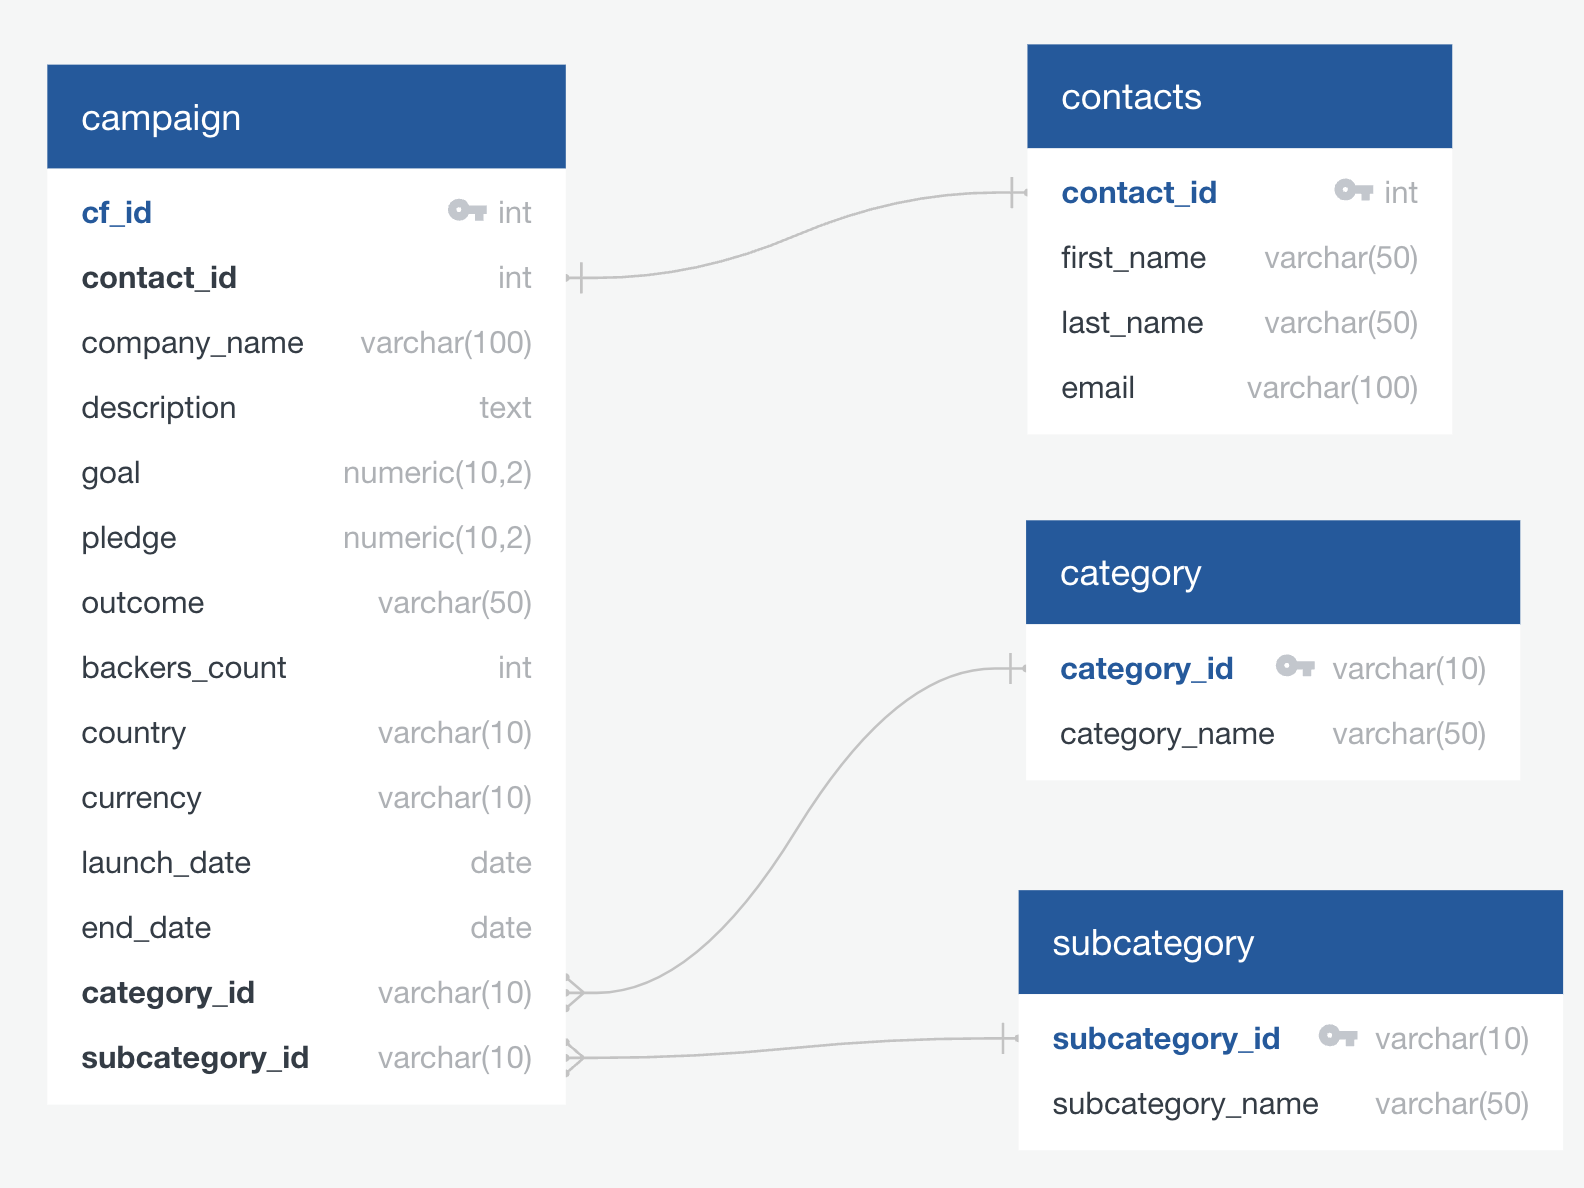 campaign
cf_id int
contact_id int
company_name varchar(100)
description text
goal numeric(10,2)
pledge numeric(10,2)
outcome varchar(50)
backers_count int
country varchar(10)
currency varchar(10)
launch_date date
end_date date
category_id varchar(10)
subcategory_id varchar(10)
contacts
contact_id int
first_name varchar(50)
last_name varchar(50)
email varchar(100)
category
category_id varchar(10)
category_name varchar(50)
subcategory
subcategory_id varchar(10)
subcategory_name varchar(50)